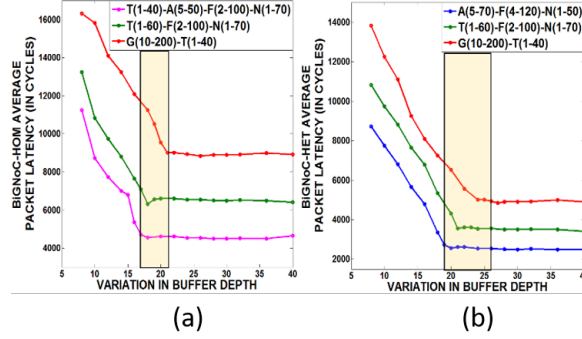 T(1-40)-A(5-50)-F(2-100)-N(1-70)
T(1-60)-F(2-100)-N(1-70)
G(10-200)-T(1-40)
BiGNoC-HOM AVERAGE
PACKET LATENCY (IN CYCLES)
16000
14000
12000
10000
8000
6000
4000
5 10 15 20 25 30 35 40
VARIATION IN BUFFER DEPTH
(a)
A(5-70)-F(4-120)-N(1-50)
T(1-60)-F(2-100)-N(1-70)
G(10-200)-T(1-40)
BiGNoC-HET AVERAGE
PACKET LATENCY (IN CYCLES)
14000
12000
10000
8000
6000
4000
2000
5 10 15 20 25 30 35 40
VARIATION IN BUFFER DEPTH
(b)